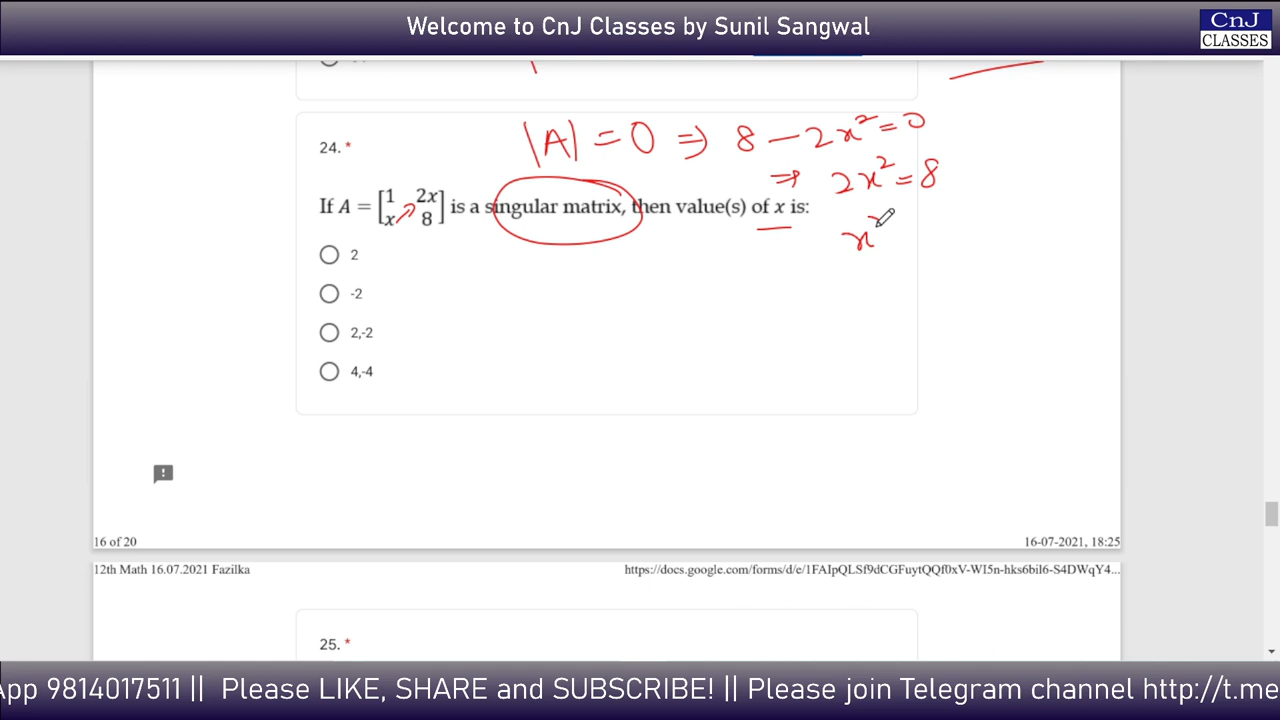 Welcome to CnJ Classes by Sunil Sangwal
CnJ
CLASSES
24. *
|A| = 0 ⇒ 8 − 2x² = 0
⇒ 2x² = 8
x²
If A = [1 2x
x 8] is a singular matrix, then value(s) of x is:
2
-2
2,-2
4,-4
16 of 20
16-07-2021, 18:25
12th Math 16.07.2021 Fazilka
https://docs.google.com/forms/d/e/1FAIpQLSf9dCGFuytQQf0xV-WI5n-hks6biI6-S4DWqY4...
25. *
App 9814017511 || Please LIKE, SHARE and SUBSCRIBE! || Please join Telegram channel http://t.me